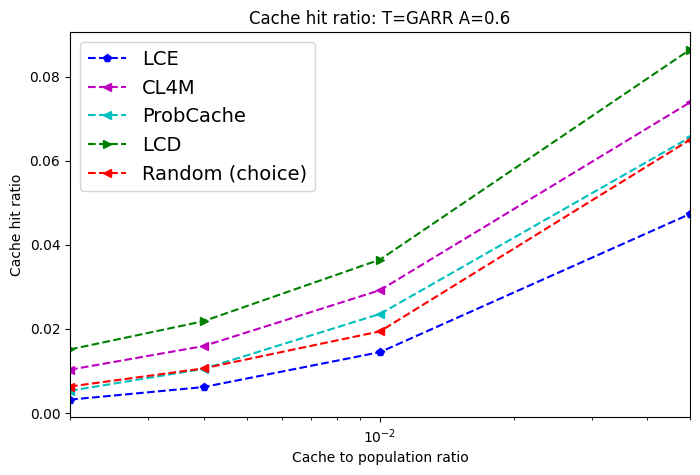 Cache hit ratio: T=GARR A=0.6
LCE
CL4M
ProbCache
LCD
Random (choice)
Cache hit ratio
0.08
0.06
0.04
0.02
0.00
10⁻²
Cache to population ratio